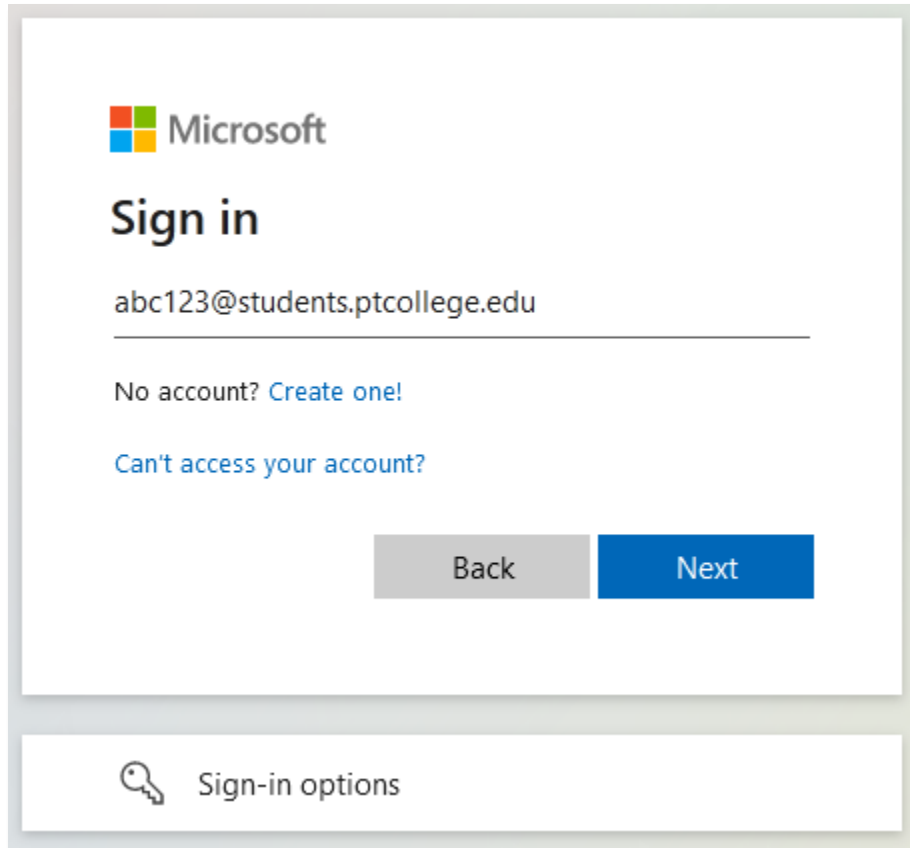 Microsoft
Sign in
abc123@students.ptcollege.edu
No account? Create one!
Can't access your account?
Back Next
Sign-in options